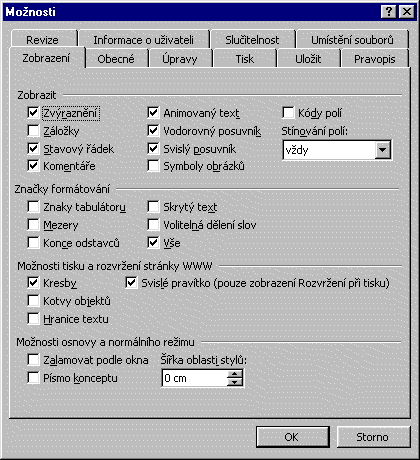 Možnosti
Revize Informace o uživateli Slučitelnost Umístění souborů
Zobrazení Obecné Úpravy Tisk Uložit Pravopis
Zobrazit
Zvýraznění Animovaný text Kódy polí
Záložky Vodorovný posuvník Stínování polí:
Stavový řádek Svislý posuvník vždy
Komentáře Symboly obrázků
Značky formátování
Znaky tabulátoru Skrytý text
Mezery Volitelná dělení slov
Konce odstavců Vše
Možnosti tisku a rozvržení stránky WWW
Kresby Svislé pravítko (pouze zobrazení Rozvržení při tisku)
Kotvy objektů
Hranice textu
Možnosti osnovy a normálního režimu
Zalamovat podle okna Šířka oblasti stylů:
Písmo konceptu 0 cm
OK Storno